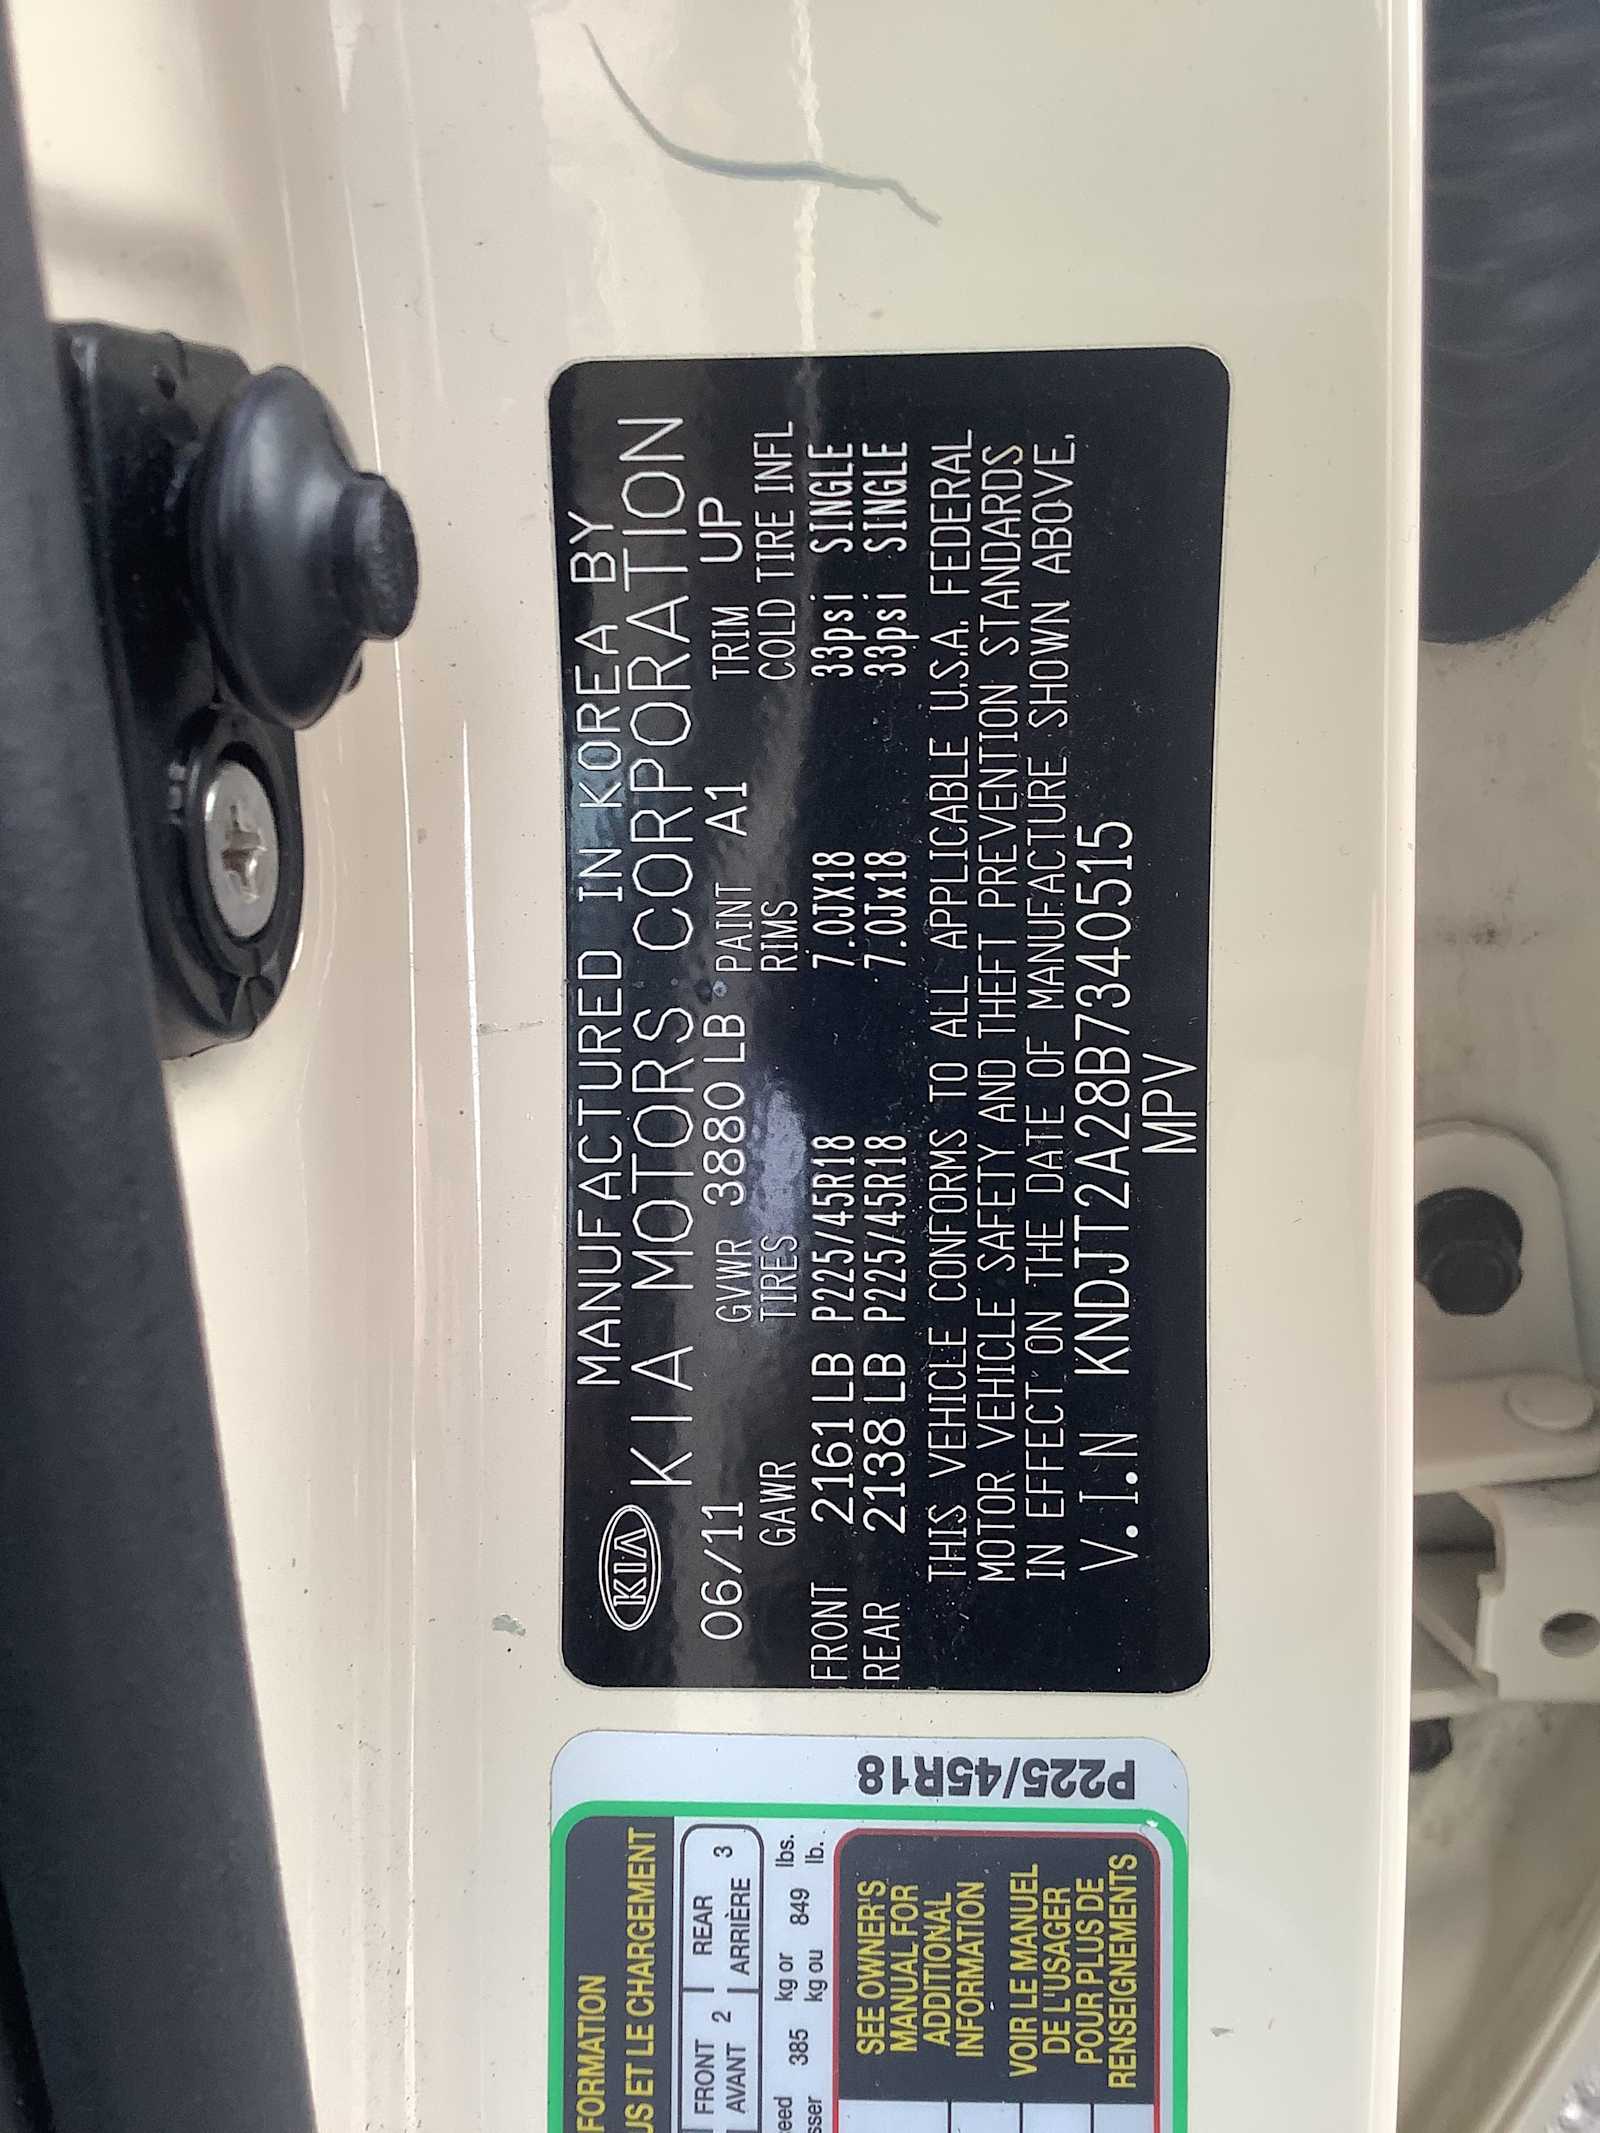 MANUFACTURED IN KOREA BY
KIA KIA MOTORS CORPORATION
06/11 GVWR 3880 LB PAINT A1 TRIM UP
GAWR TIRES RIMS COLD TIRE INFL
FRONT 2161 LB P225/45R18 7.0JX18 33psi SINGLE
REAR 2138 LB P225/45R18 7.0Jx18 33psi SINGLE
THIS VEHICLE CONFORMS TO ALL APPLICABLE U.S.A. FEDERAL
MOTOR VEHICLE SAFETY AND THEFT PREVENTION STANDARDS
IN EFFECT ON THE DATE OF MANUFACTURE SHOWN ABOVE.
V.I.N KNDJT2A28B7340515
MPV
P225/45R18
FORMATION
US ET LE CHARGEMENT
FRONT 2 REAR 3
AVANT ARRIÈRE
eed 385 kg or 849 lbs.
sser kg ou lb.
SEE OWNER'S
MANUAL FOR
ADDITIONAL
INFORMATION
VOIR LE MANUEL
DE L'USAGER
POUR PLUS DE
RENSEIGNEMENTS